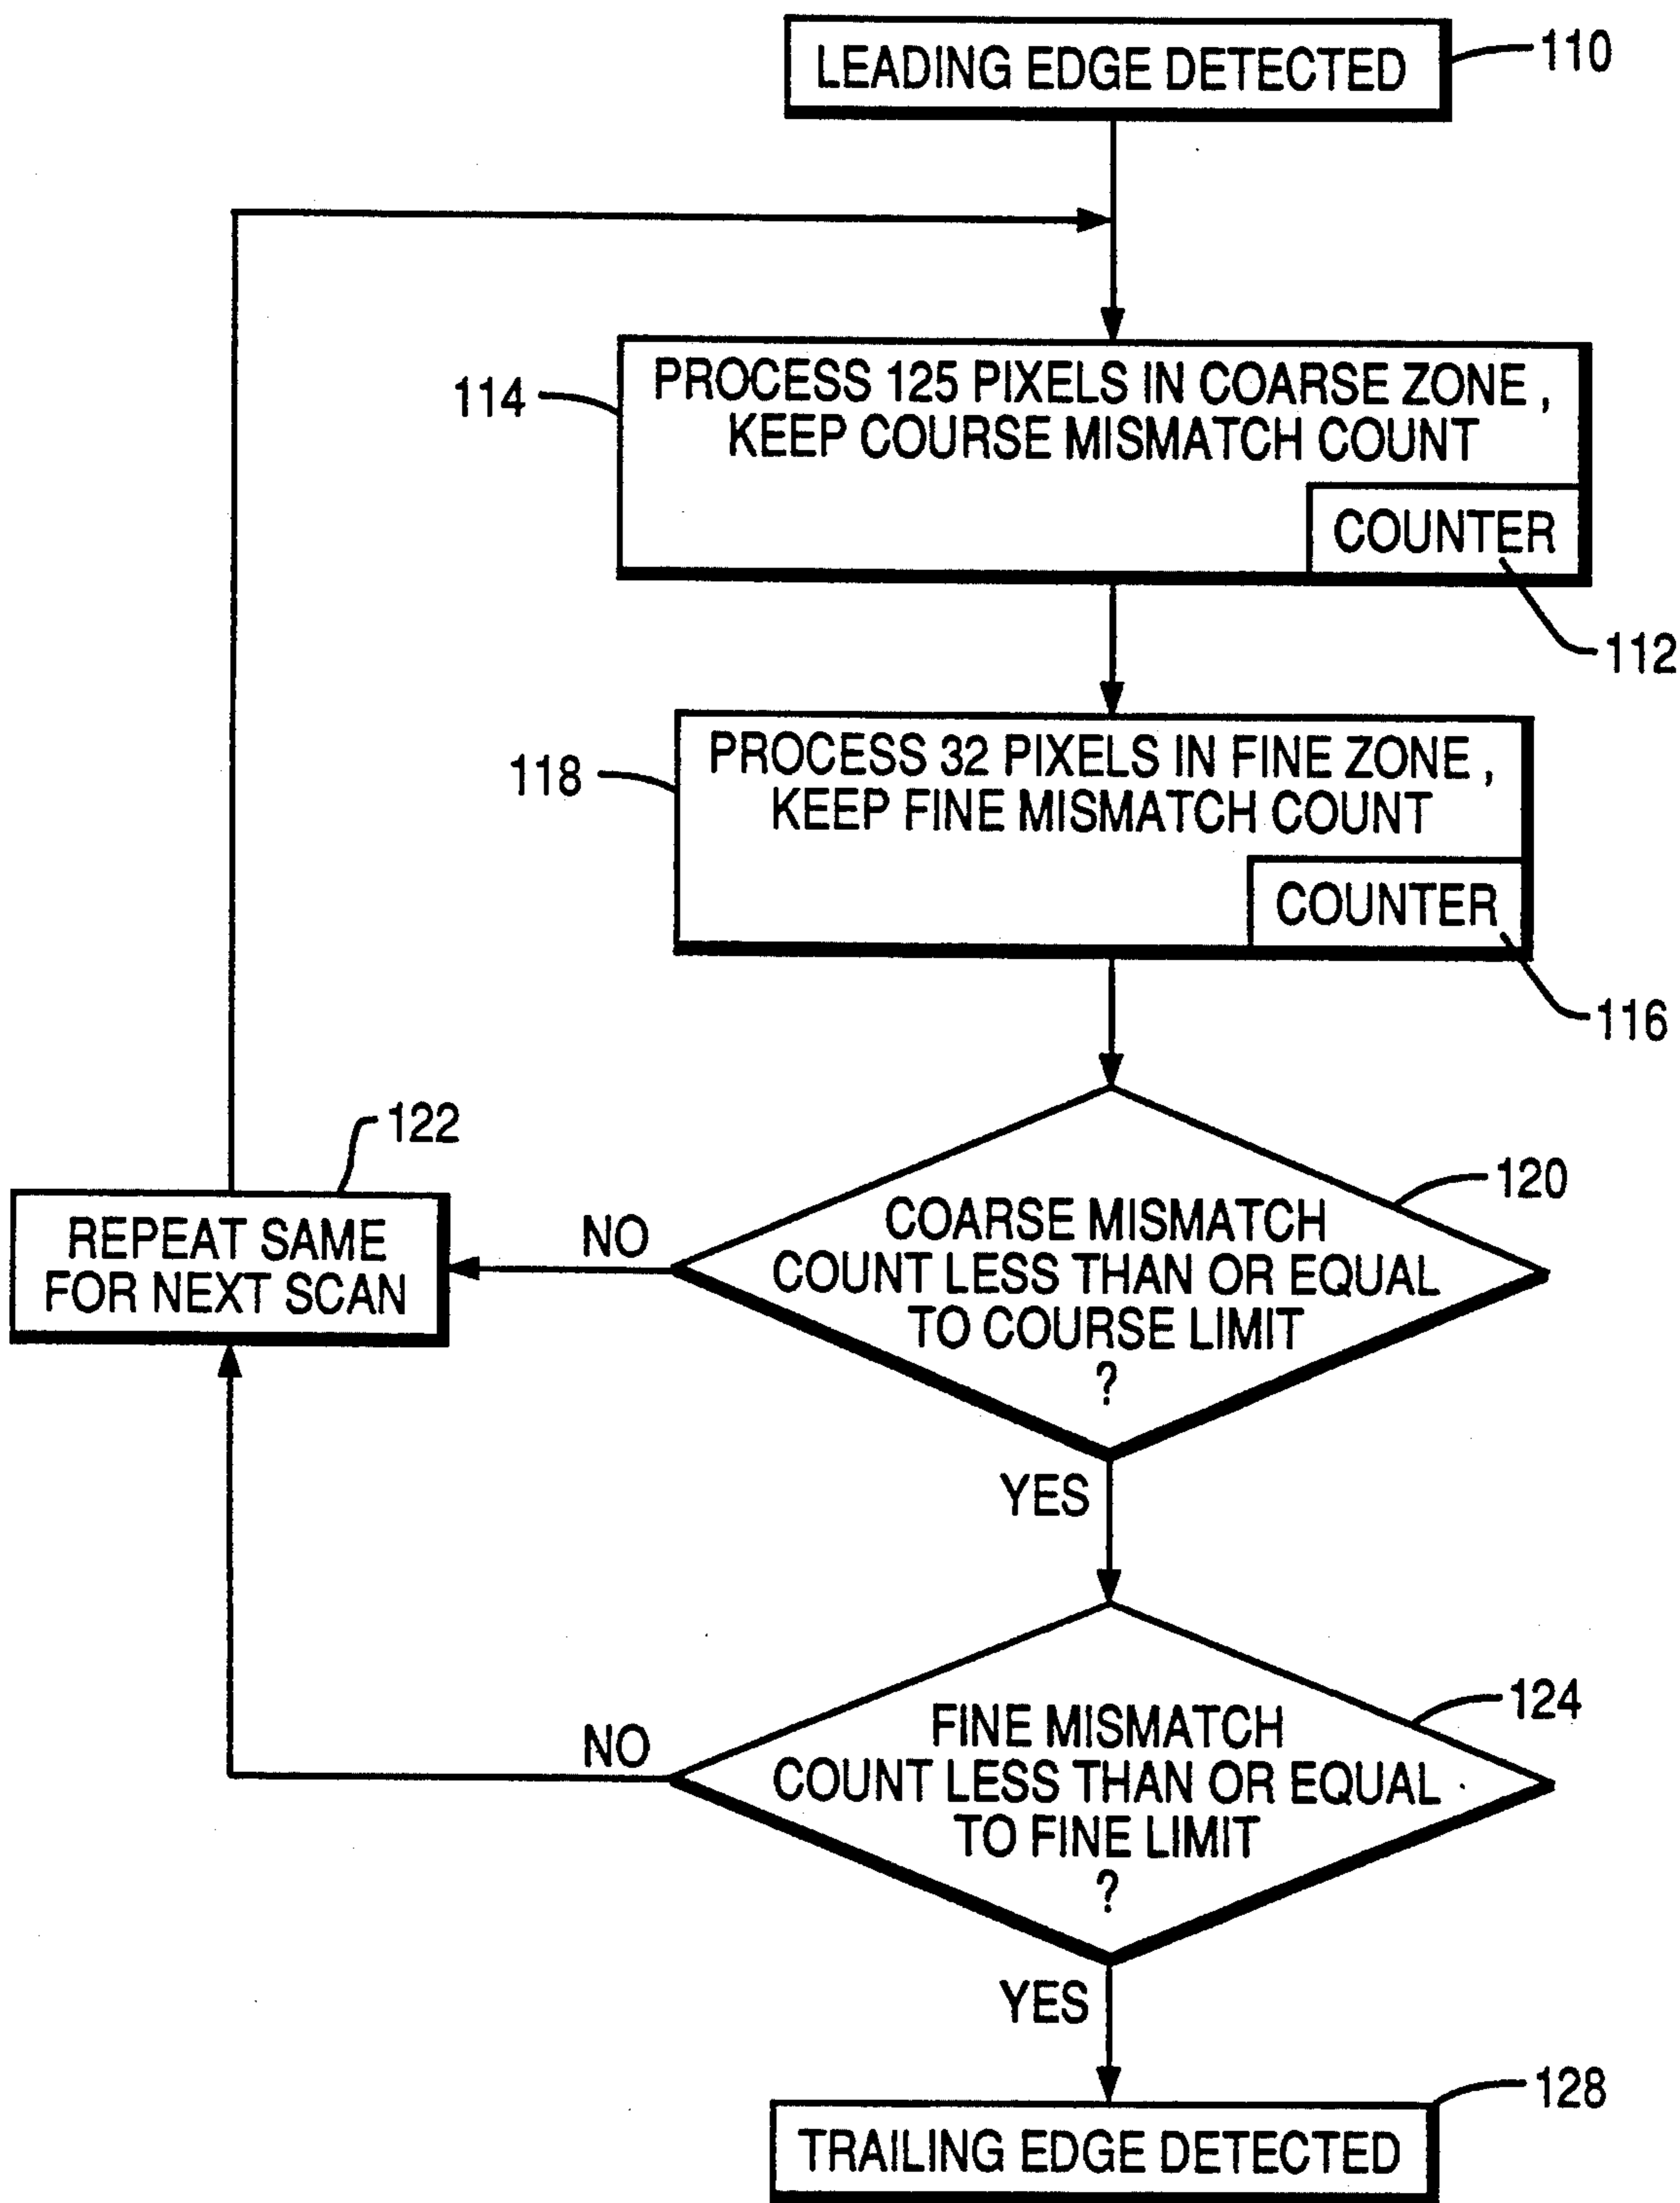 LEADING EDGE DETECTED
110
PROCESS 125 PIXELS IN COARSE ZONE ,
KEEP COURSE MISMATCH COUNT
114
COUNTER
112
PROCESS 32 PIXELS IN FINE ZONE ,
KEEP FINE MISMATCH COUNT
118
COUNTER
116
122
REPEAT SAME
FOR NEXT SCAN
NO
120
COARSE MISMATCH
COUNT LESS THAN OR EQUAL
TO COURSE LIMIT
?
YES
124
NO
FINE MISMATCH
COUNT LESS THAN OR EQUAL
TO FINE LIMIT
?
YES
128
TRAILING EDGE DETECTED